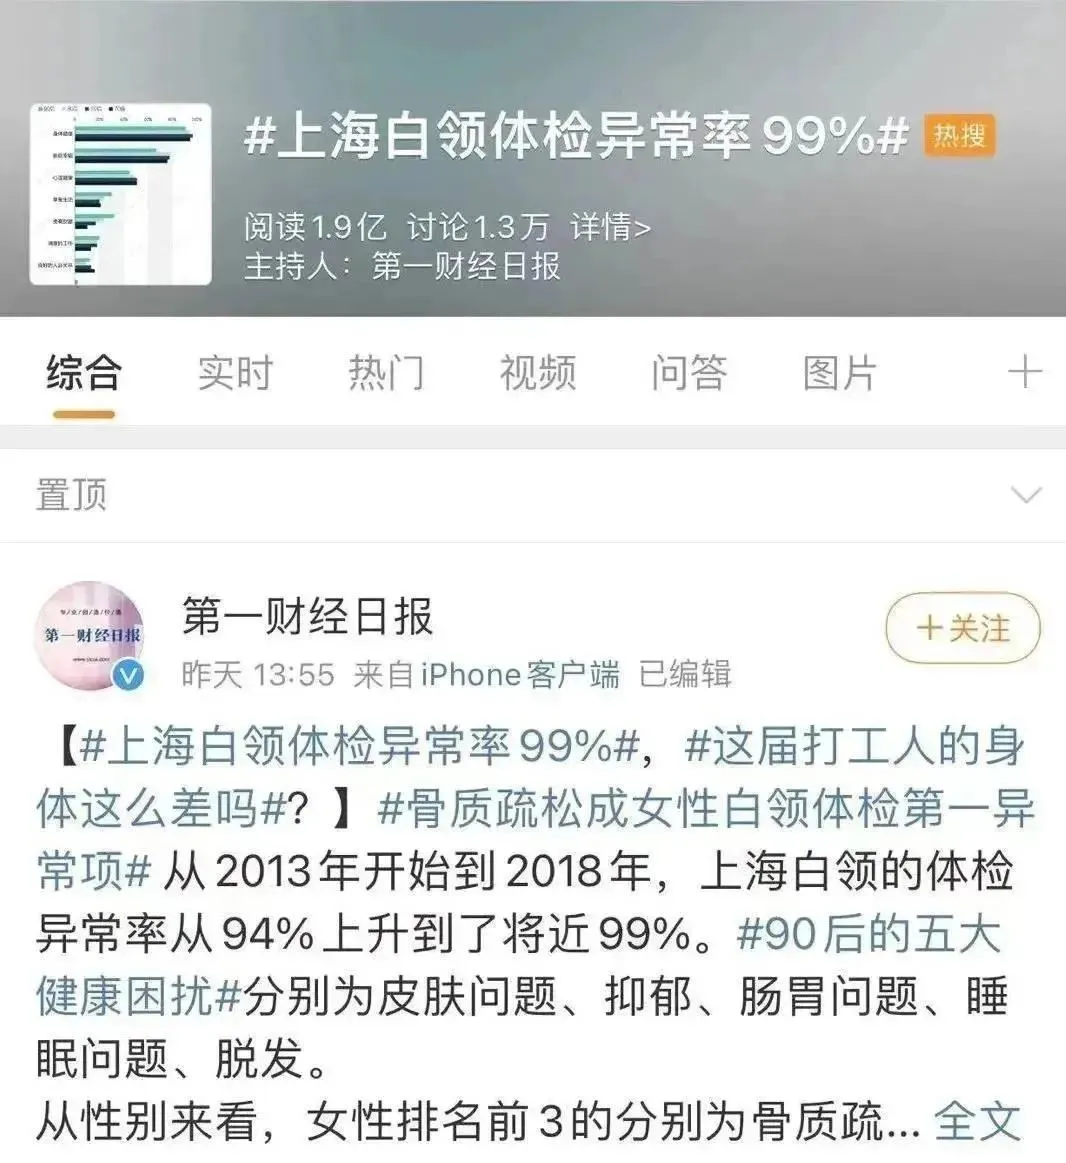 #上海白领体检异常率99%# 热搜
阅读1.9亿 讨论1.3万 详情>
主持人：第一财经日报
综合 实时 热门 视频 问答 图片 +
置顶
第一财经日报
第一财经日报
+关注
昨天 13:55 来自 iPhone客户端 已编辑
【#上海白领体检异常率99%#，#这届打工人的身
体这么差吗#？】#骨质疏松成女性白领体检第一异
常项# 从2013年开始到2018年，上海白领的体检
异常率从94%上升到了将近99%。#90后的五大
健康困扰#分别为皮肤问题、抑郁、肠胃问题、睡
眠问题、脱发。
从性别来看，女性排名前3的分别为骨质疏... 全文